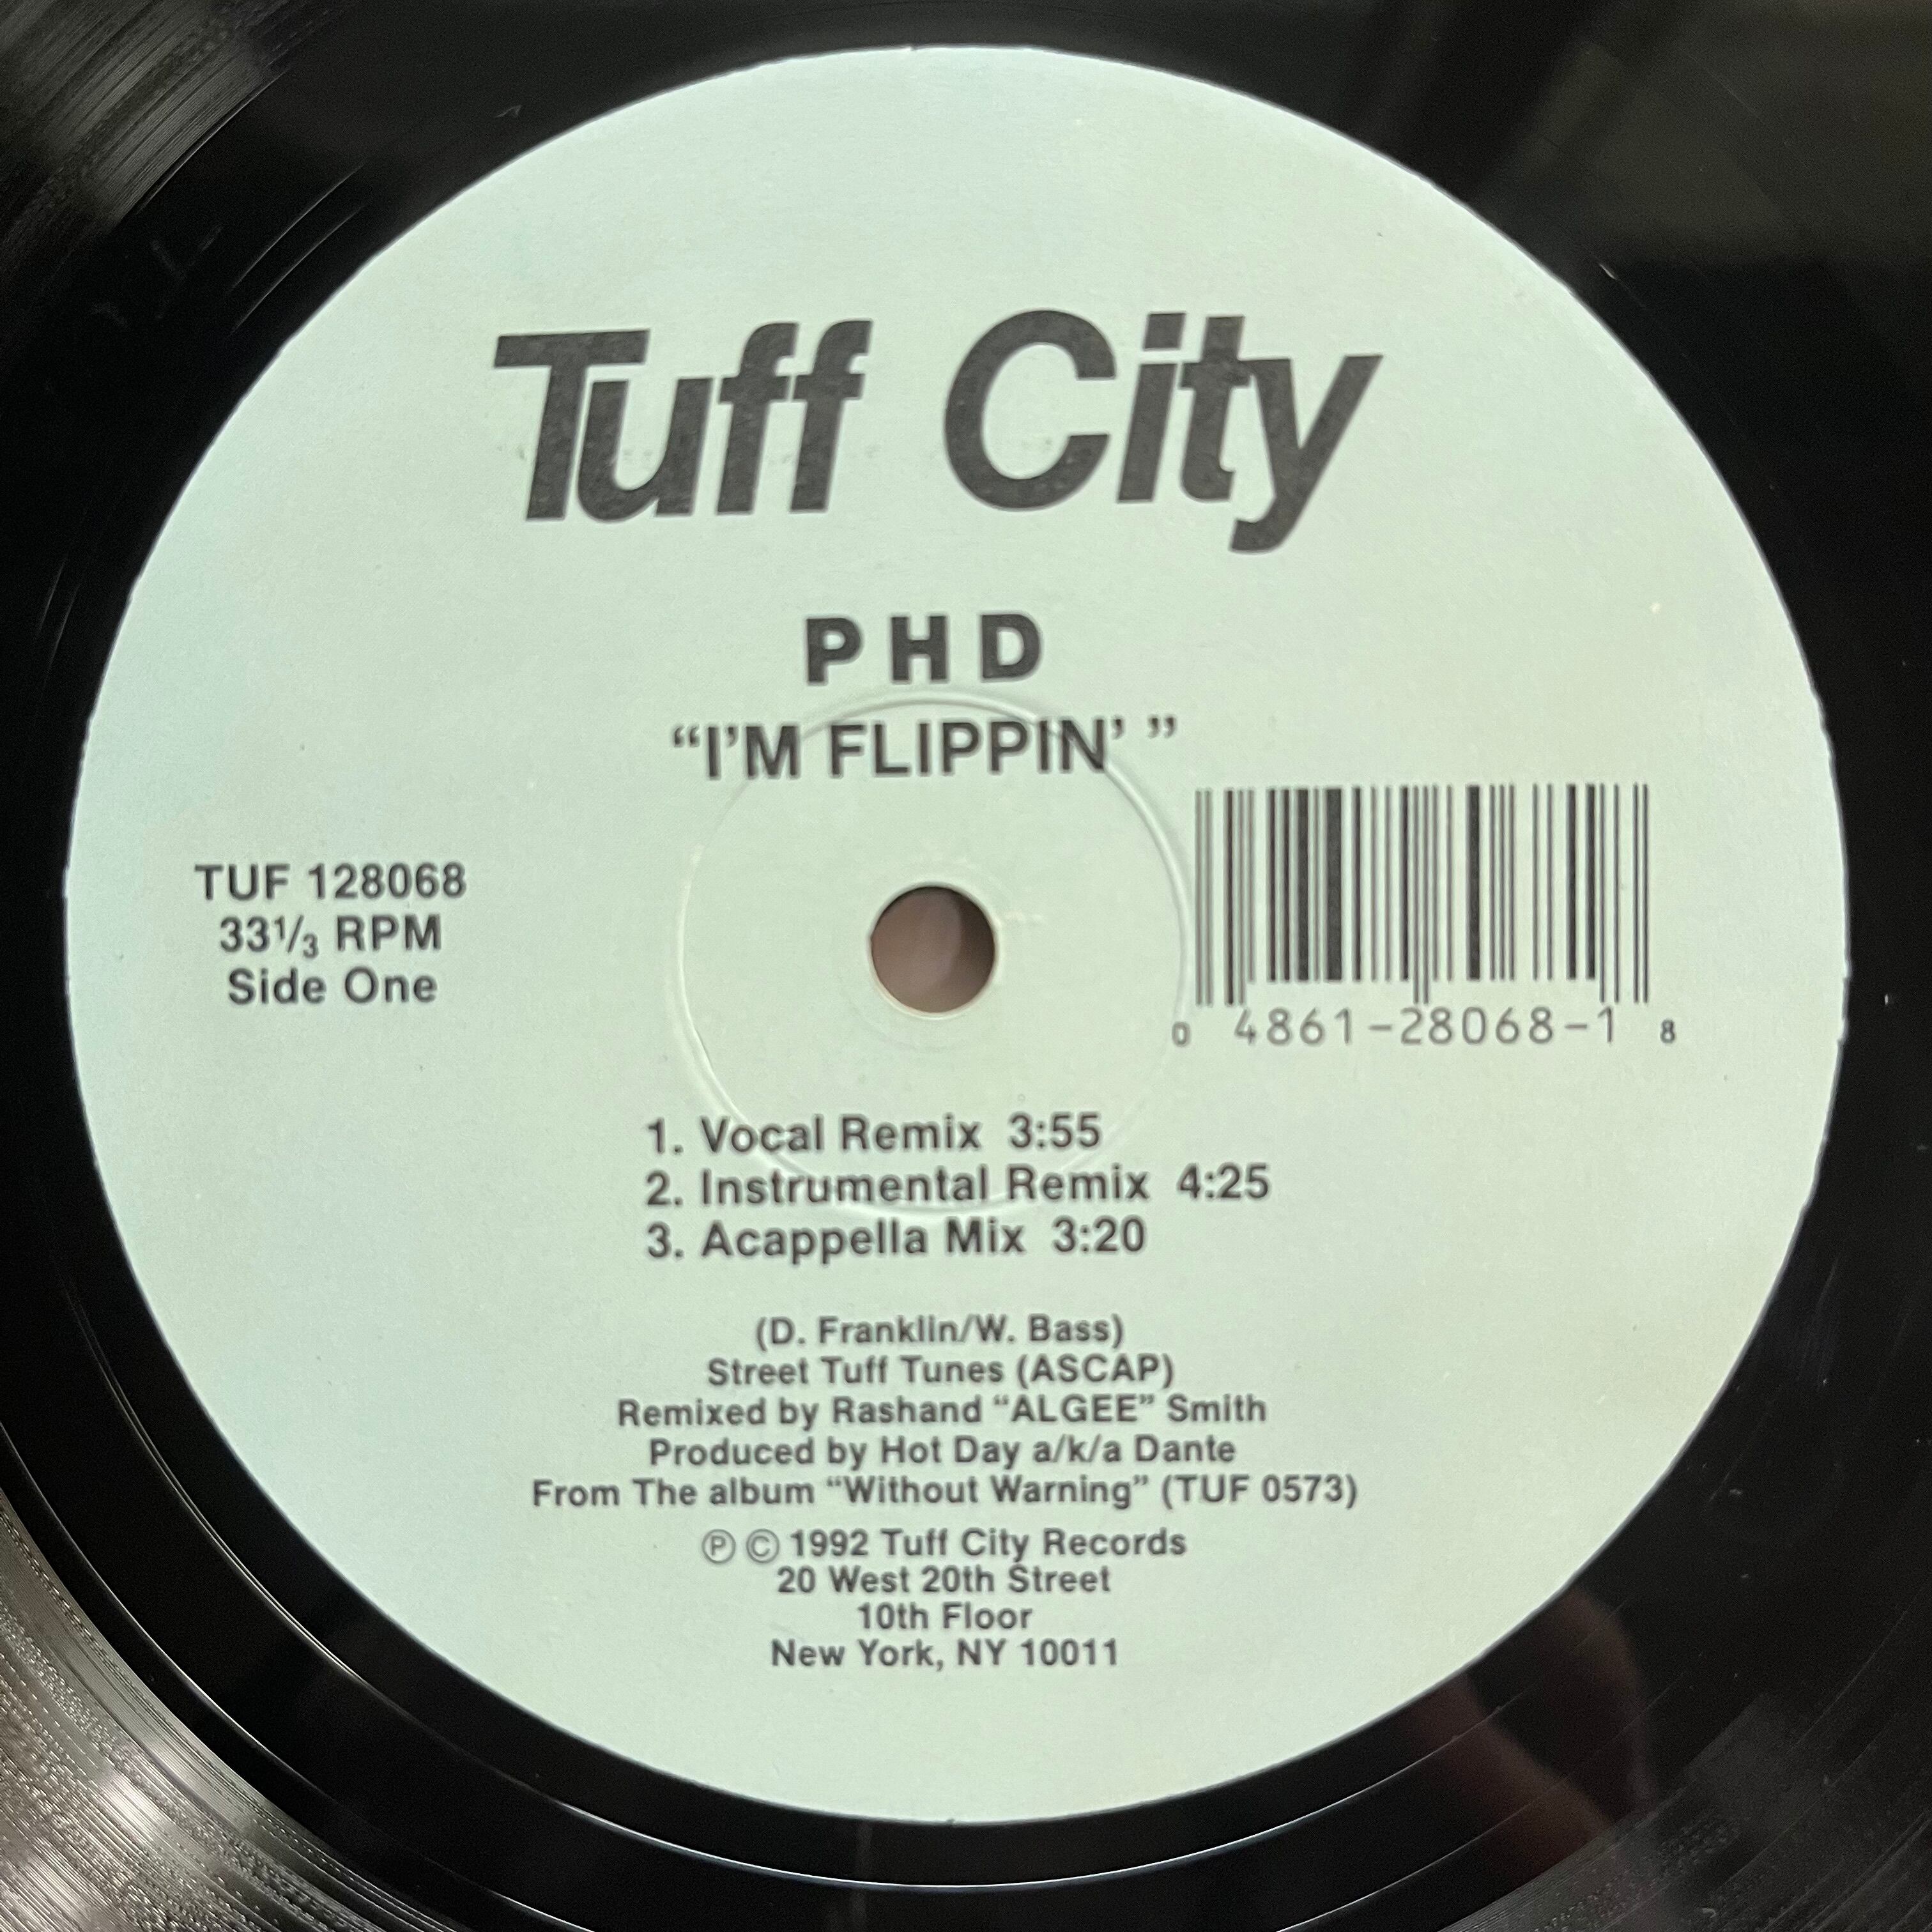 Tuff City
PHD
“I’M FLIPPIN’ ”
TUF 128068
33 1/3 RPM
Side One
0 4861-28068-1 8
1. Vocal Remix 3:55
2. Instrumental Remix 4:25
3. Acappella Mix 3:20
(D. Franklin/W. Bass)
Street Tuff Tunes (ASCAP)
Remixed by Rashand “ALGEE” Smith
Produced by Hot Day a/k/a Dante
From The album “Without Warning” (TUF 0573)
℗ © 1992 Tuff City Records
20 West 20th Street
10th Floor
New York, NY 10011